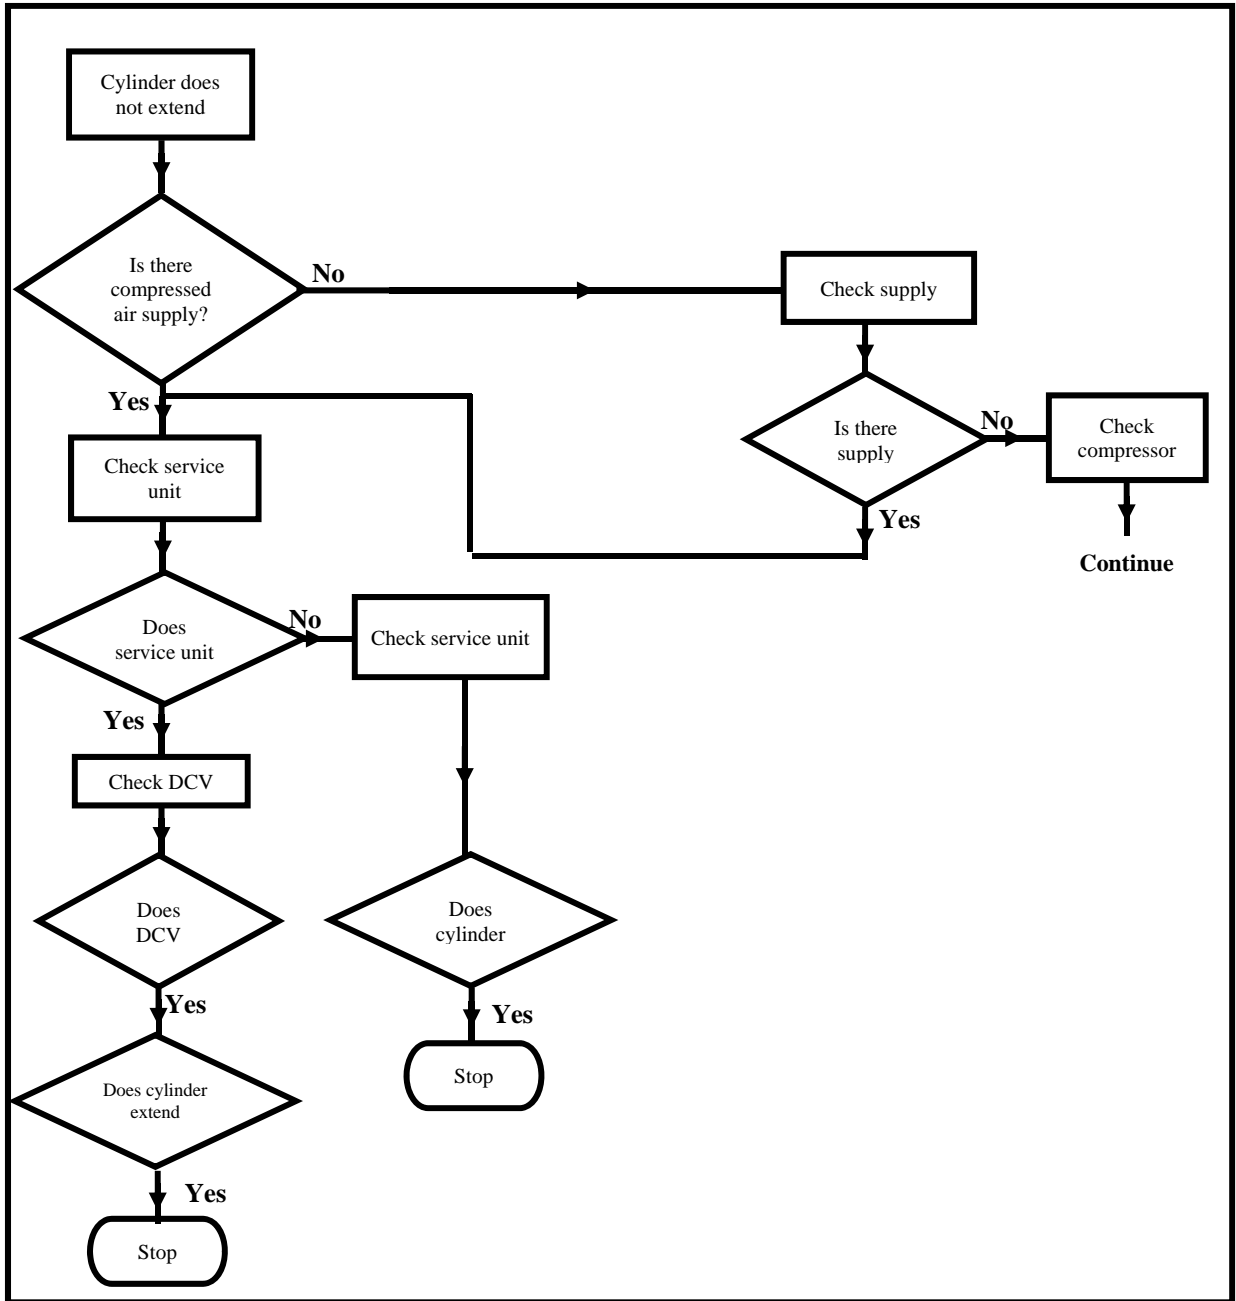 Cylinder does
not extend
Is there
compressed
air supply?
No
Check supply
Yes
Check service
unit
Is there
supply
No
Check
compressor
Yes
Continue
Does
service unit
No
Check service unit
Yes
Check DCV
Does
DCV
Does
cylinder
Yes
Yes
Does cylinder
extend
Stop
Yes
Stop